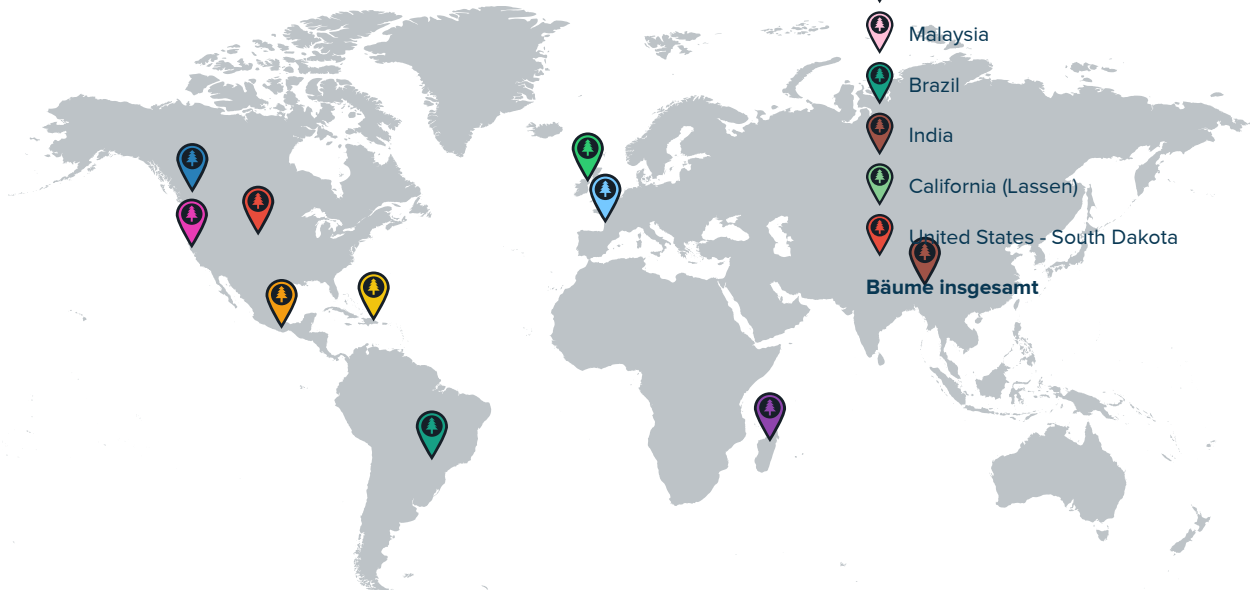 Malaysia
Brazil
India
California (Lassen)
United States - South Dakota
Bäume insgesamt